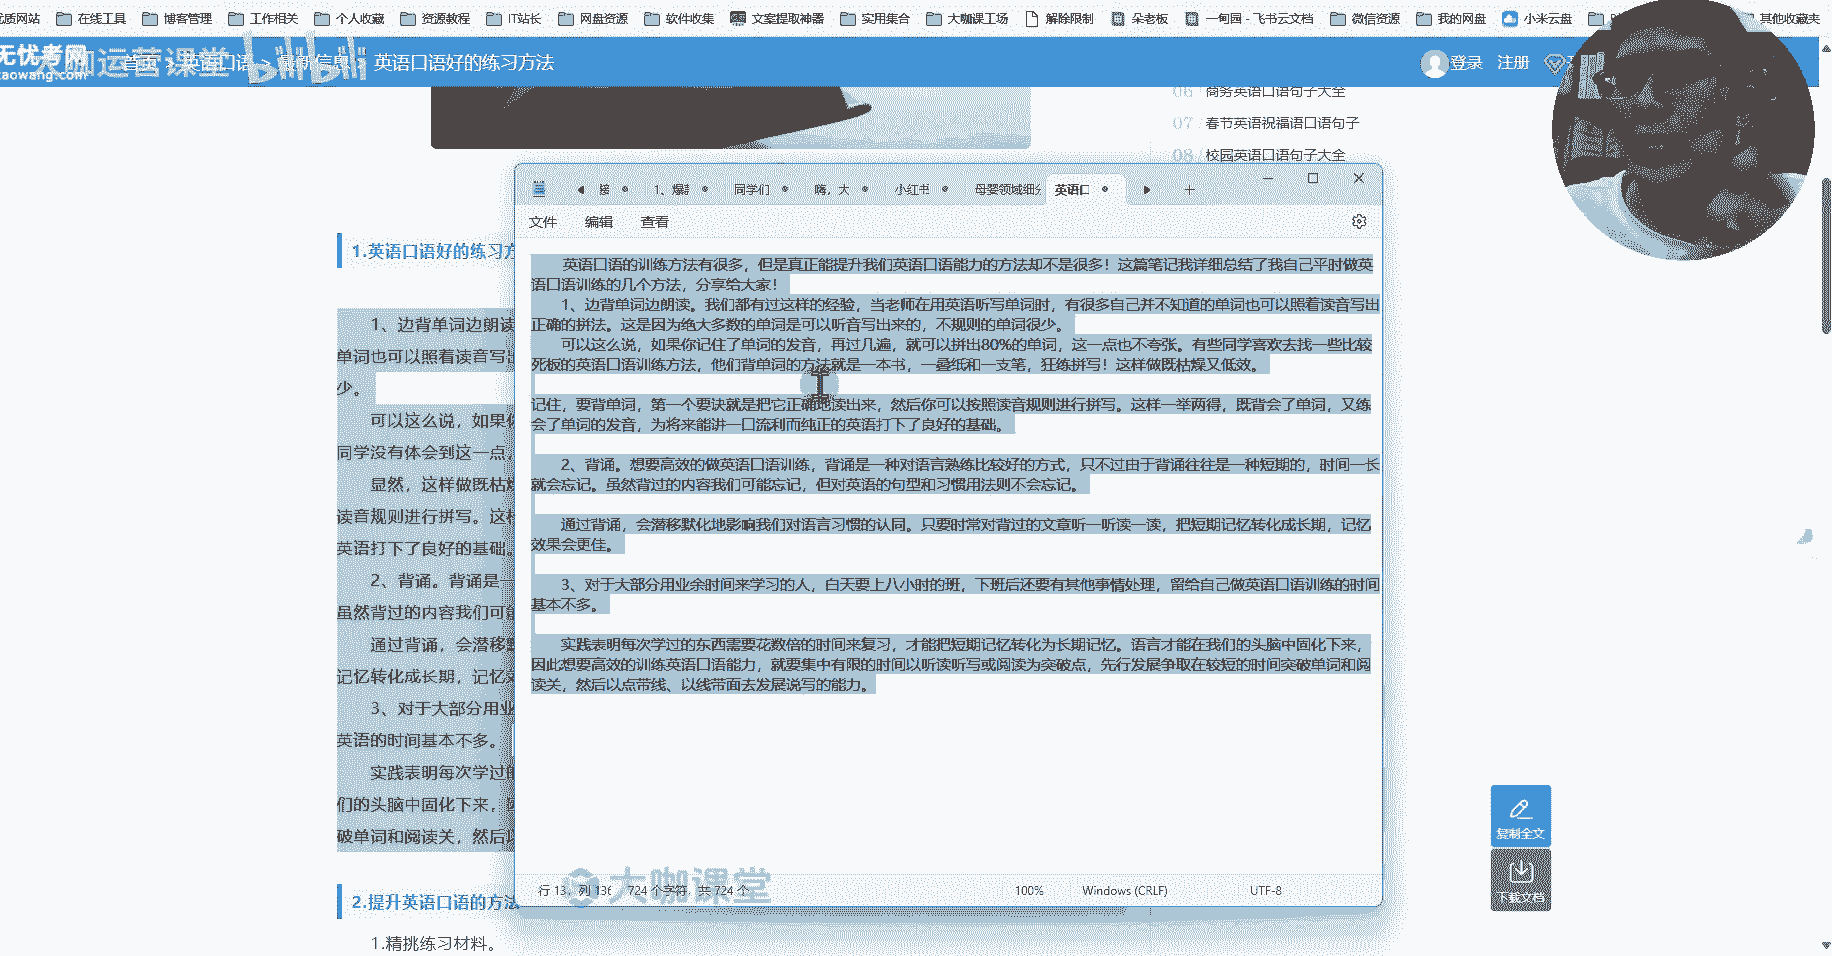 优质网站 在线工具 博客管理 工作相关 个人收藏 资源教程 IT站长 网盘资源 软件收集 文案提取神器 实用集合 大咖课工场 解除限制 朵老板 一甸园 - 飞书云文档 微信资源 我的网盘 小米云盘 其他收藏夹
无忧考网
aowang.com
大咖运营课堂 bilibili
首页 > 英语口语 > 最新信息 > 英语口语好的练习方法
登录 注册
06 商务英语口语句子大全
07 春节英语祝福语口语句子
08 校园英语口语句子大全
1.英语口语好的练习方
1、边背单词边朗读
单词也可以照着读音写出
少。
可以这么说，如果你
同学没有体会到这一点，
显然，这样做既枯燥
读音规则进行拼写。这样
英语打下了良好的基础。
2、背诵。背诵是一
虽然背过的内容我们可能
通过背诵，会潜移默
记忆转化成长期，记忆效
3、对于大部分用业
英语的时间基本不多。
实践表明每次学过的
们的头脑中固化下来，因
破单词和阅读关，然后以
2.提升英语口语的方法
1.精挑练习材料。
1、爆款 同学们 嗨，大 小红书 母婴领域细分 英语口
文件 编辑 查看
英语口语的训练方法有很多，但是真正能提升我们英语口语能力的方法却不是很多！这篇笔记我详细总结了我自己平时做英
语口语训练的几个方法，分享给大家！
1、边背单词边朗读。我们都有过这样的经验，当老师在用英语听写单词时，有很多自己并不知道的单词也可以照着读音写出
正确的拼法。这是因为绝大多数的单词是可以听音写出来的，不规则的单词很少。
可以这么说，如果你记住了单词的发音，再过几遍，就可以拼出80%的单词，这一点也不夸张。有些同学喜欢去找一些比较
死板的英语口语训练方法，他们背单词的方法就是一本书，一叠纸和一支笔，狂练拼写！这样做既枯燥又低效。
记住，要背单词，第一个要诀就是把它正确地读出来，然后你可以按照读音规则进行拼写。这样一举两得，既背会了单词，又练
会了单词的发音，为将来能讲一口流利而纯正的英语打下了良好的基础。
2、背诵。想要高效的做英语口语训练，背诵是一种对语言熟练比较好的方式，只不过由于背诵往往是一种短期的，时间一长
就会忘记。虽然背过的内容我们可能忘记，但对英语的句型和习惯用法则不会忘记。
通过背诵，会潜移默化地影响我们对语言习惯的认同。只要时常对背过的文章听一听读一读，把短期记忆转化成长期，记忆
效果会更佳。
3、对于大部分用业余时间来学习的人，白天要上八小时的班，下班后还要有其他事情处理，留给自己做英语口语训练的时间
基本不多。
实践表明每次学过的东西需要花数倍的时间来复习，才能把短期记忆转化为长期记忆。语言才能在我们的头脑中固化下来，
因此想要高效的训练英语口语能力，就要集中有限的时间以听读听写或阅读为突破点，先行发展争取在较短的时间突破单词和阅
读关，然后以点带线、以线带面去发展说写的能力。
行 13，列 136 724 个字符，共 724 个 100% Windows (CRLF) UTF-8
大咖课堂
复制全文
下载文档